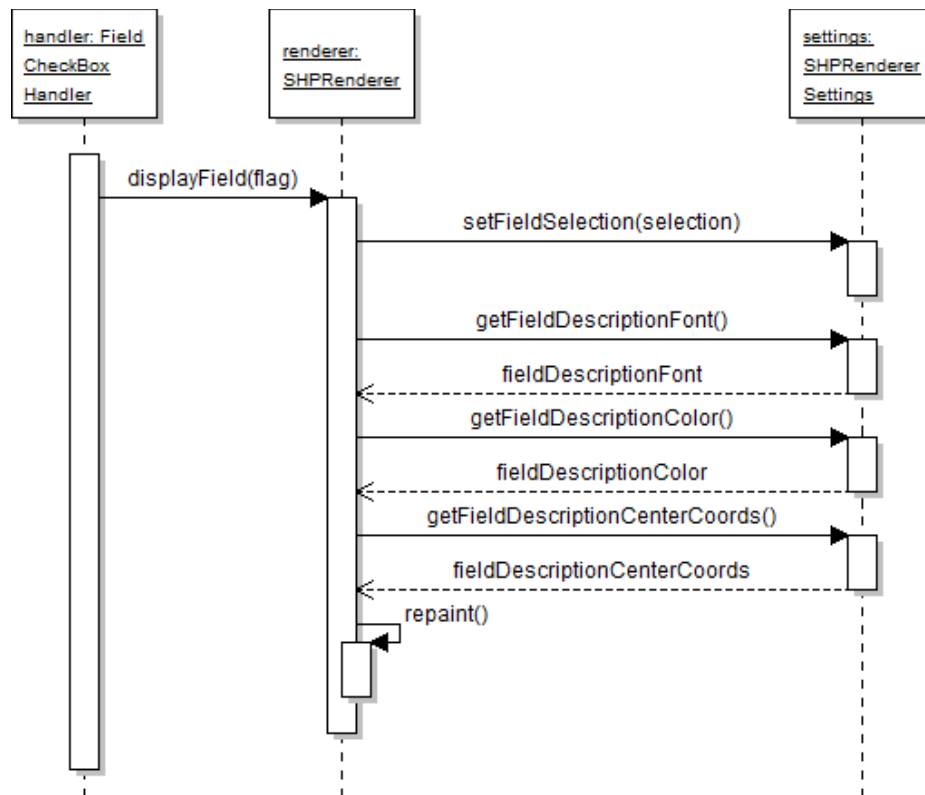 handler: Field
CheckBox
Handler
renderer:
SHPRenderer
settings:
SHPRenderer
Settings
displayField(flag)
setFieldSelection(selection)
getFieldDescriptionFont()
fieldDescriptionFont
getFieldDescriptionColor()
fieldDescriptionColor
getFieldDescriptionCenterCoords()
fieldDescriptionCenterCoords
repaint()